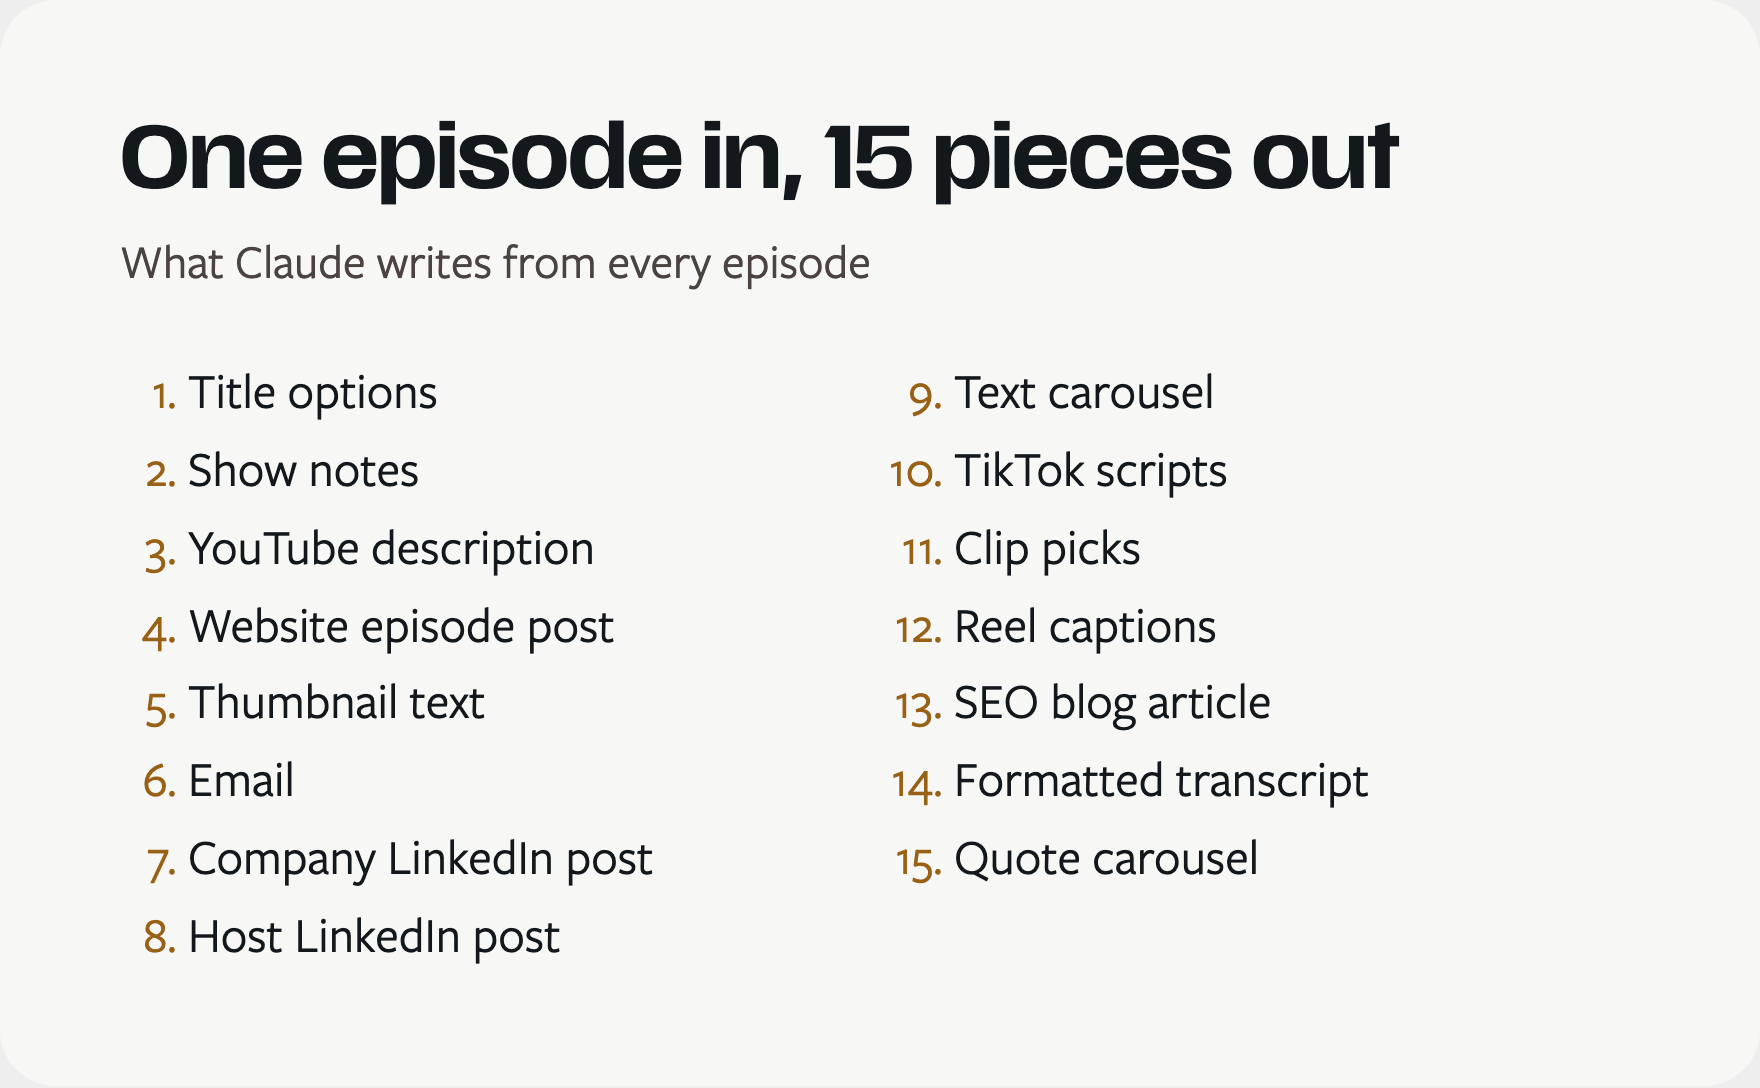 One episode in, 15 pieces out
What Claude writes from every episode
1. Title options
2. Show notes
3. YouTube description
4. Website episode post
5. Thumbnail text
6. Email
7. Company LinkedIn post
8. Host LinkedIn post
9. Text carousel
10. TikTok scripts
11. Clip picks
12. Reel captions
13. SEO blog article
14. Formatted transcript
15. Quote carousel